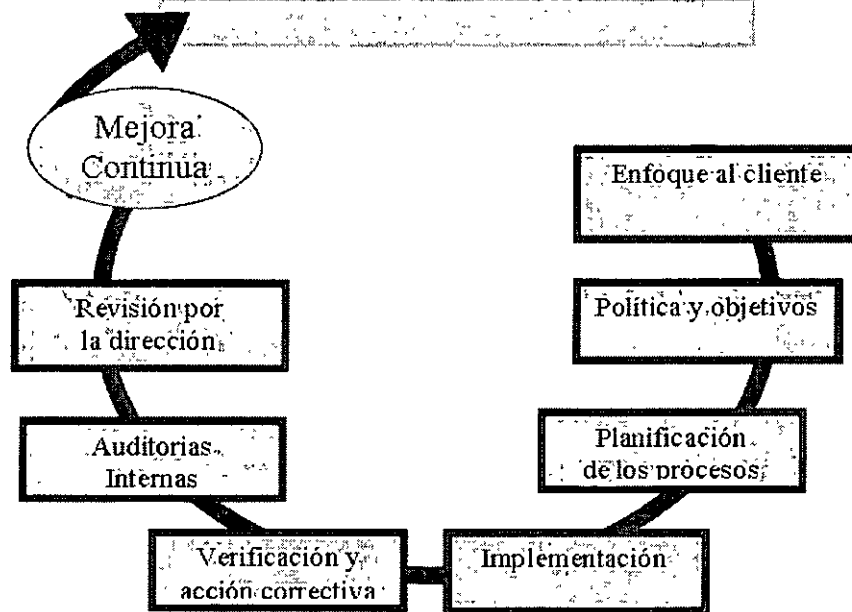 Mejora
Continua
Enfoque al cliente
Revisión por
la dirección
Política y objetivos
Auditorias
Internas
Planificación
de los procesos
Verificación y
acción correctiva
Implementación